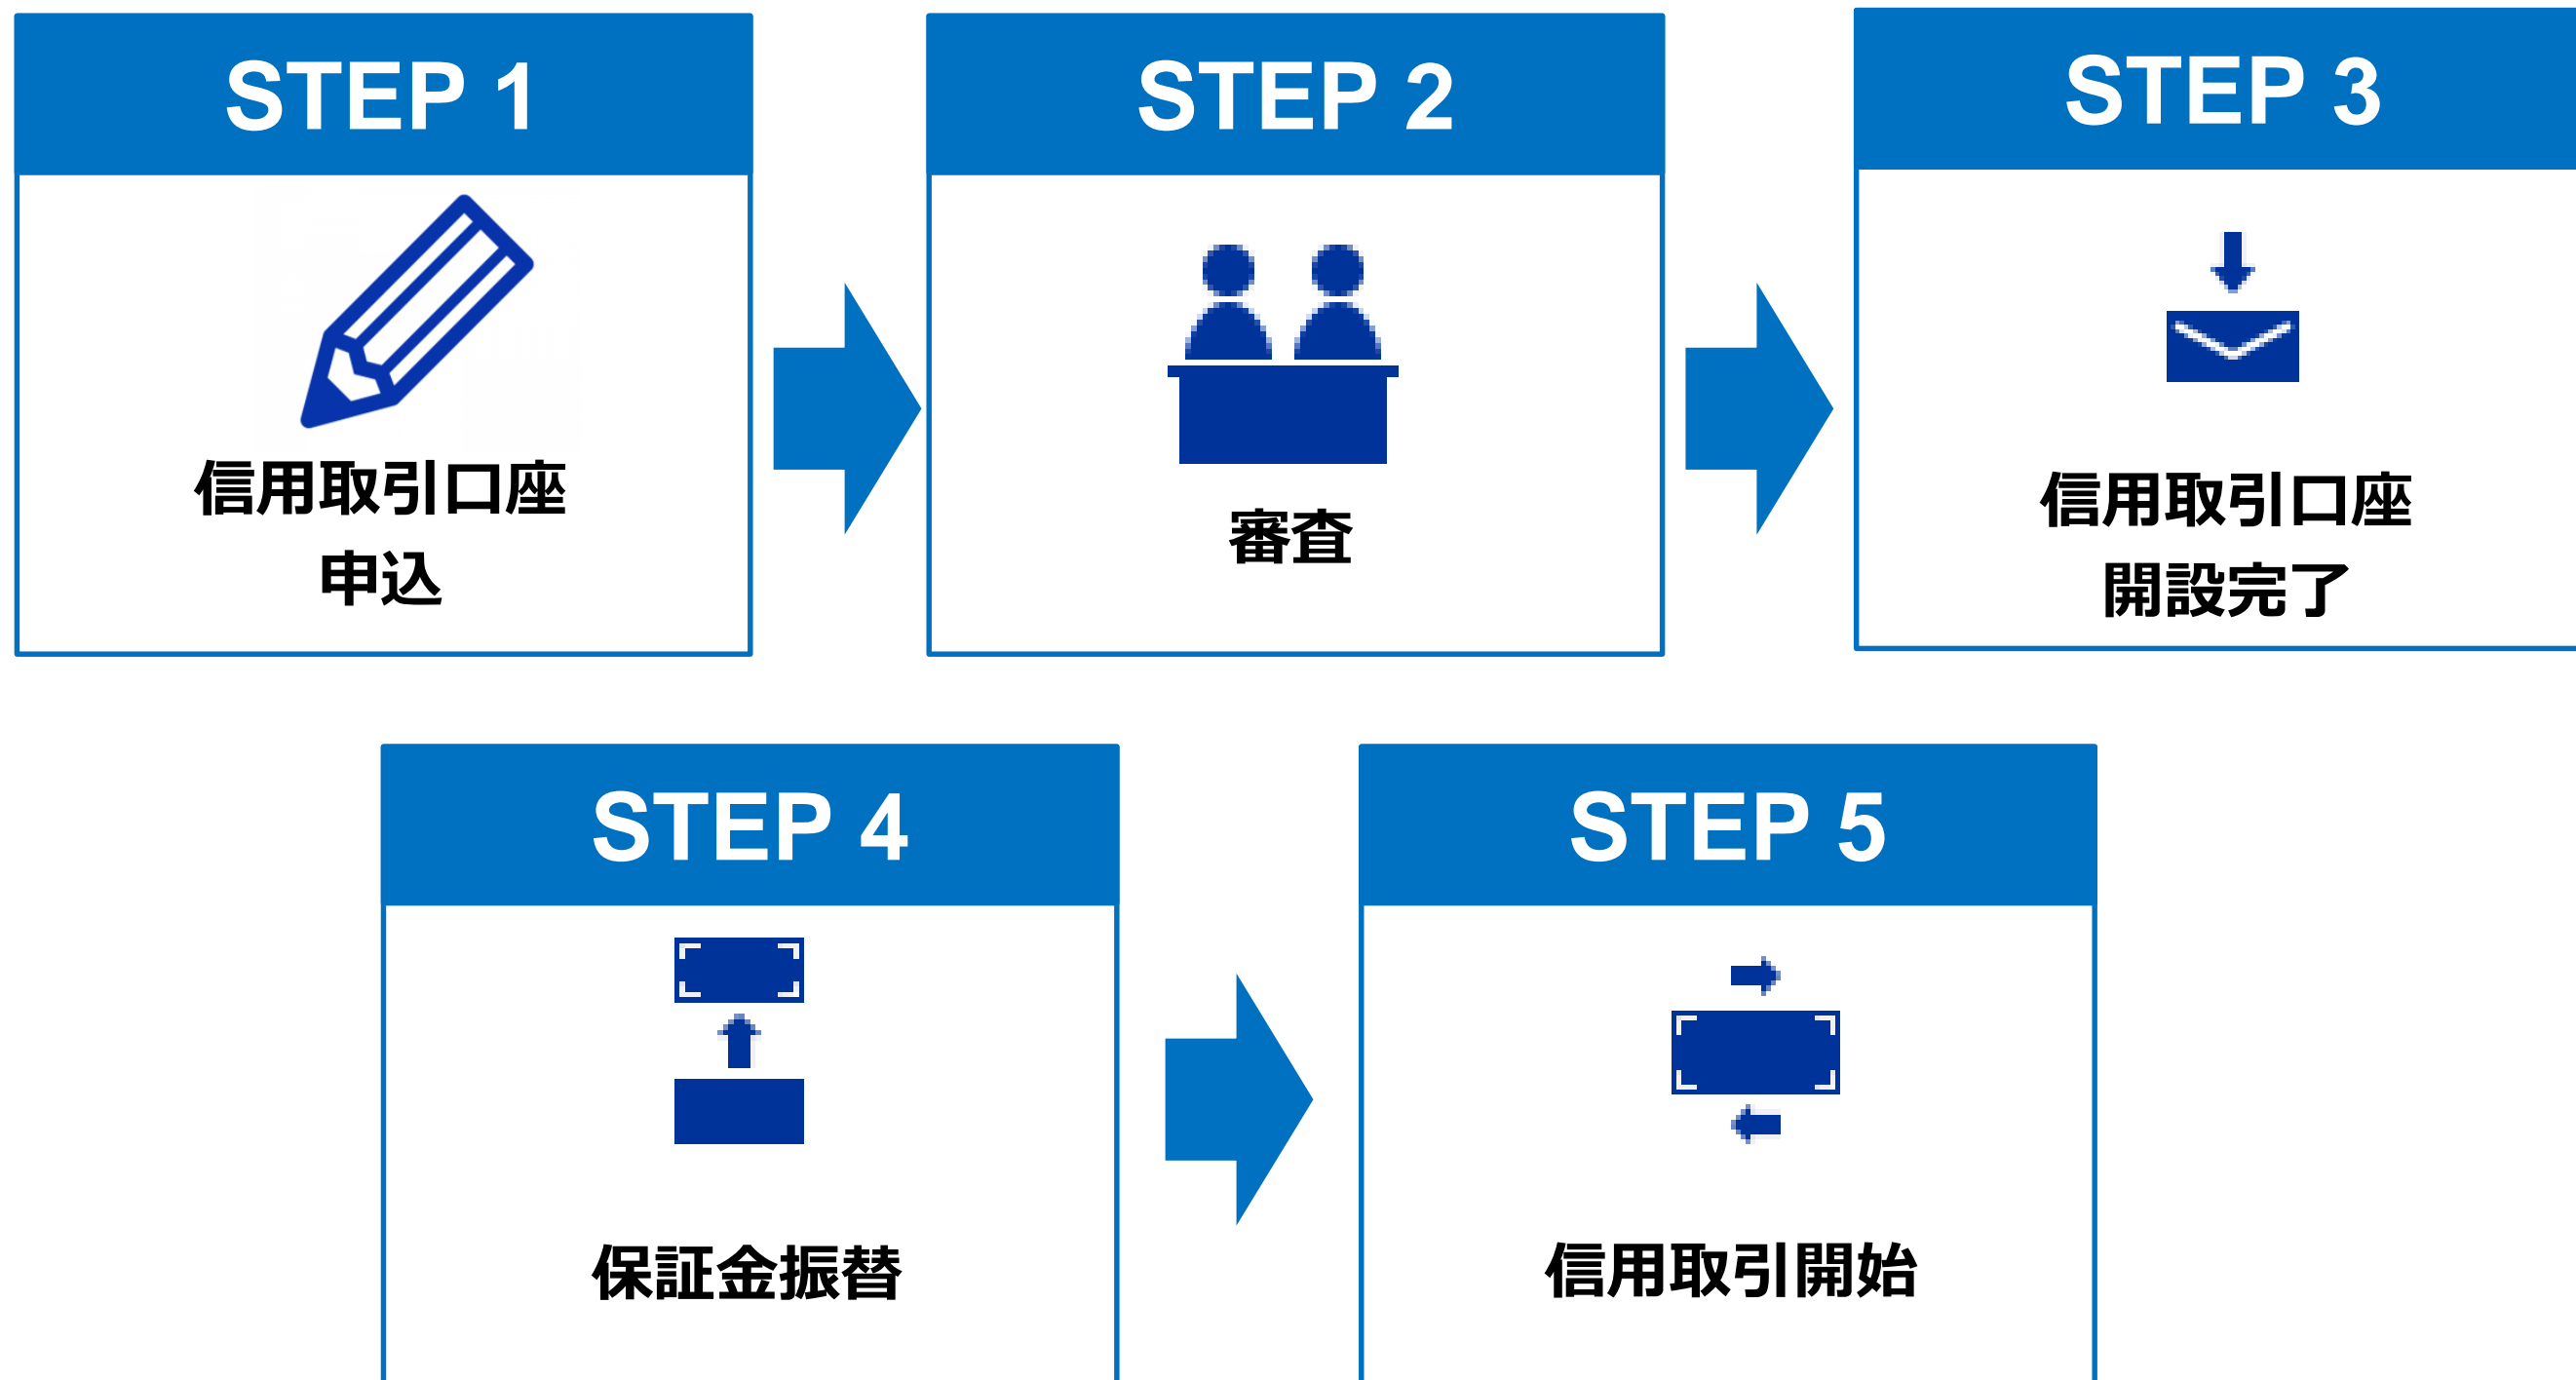 STEP 1
信用取引口座
申込
STEP 2
審査
STEP 3
信用取引口座
開設完了
STEP 4
保証金振替
STEP 5
信用取引開始